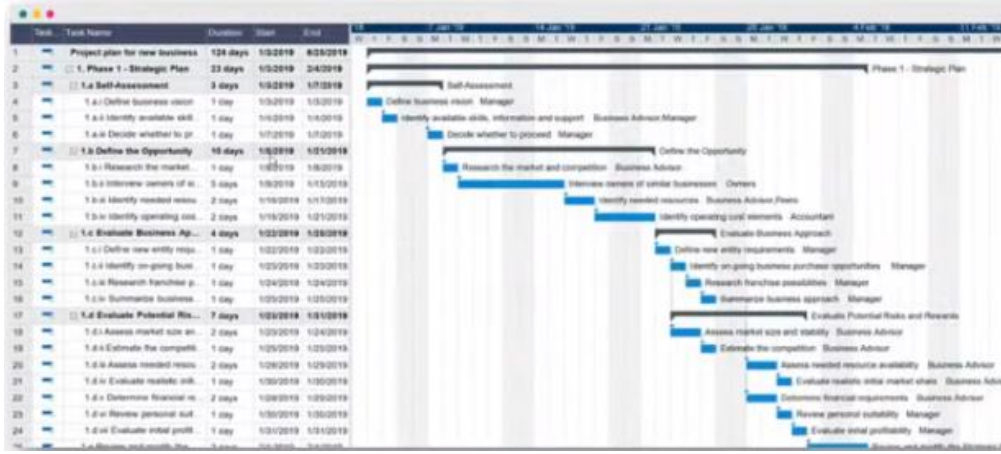 Task Task Name Duration Start End 7 Jan '19 14 Jan '19 21 Jan '19 28 Jan '19 4 Feb '19 11 Feb '19
1 Project plan for new business 124 days 1/3/2019 6/25/2019
2 1. Phase 1 - Strategic Plan 23 days 1/3/2019 2/4/2019 Phase 1 - Strategic Plan
3 1.a Self-Assessment 3 days 1/3/2019 1/7/2019 Self-Assessment
4 1.a.i Define business vision 1 day 1/3/2019 1/3/2019 Define business vision Manager
5 1.a.ii Identify available skill... 1 day 1/4/2019 1/4/2019 Identify available skills, information and support Business Advisor,Manager
6 1.a.iii Decide whether to pr... 1 day 1/7/2019 1/7/2019 Decide whether to proceed Manager
7 1.b Define the Opportunity 10 days 1/8/2019 1/21/2019 Define the Opportunity
8 1.b.i Research the market... 1 day 1/8/2019 1/8/2019 Research the market and competition Business Advisor
9 1.b.ii Interview owners of si... 5 days 1/9/2019 1/15/2019 Interview owners of similar businesses Owners
10 1.b.iii Identify needed resou... 2 days 1/16/2019 1/17/2019 Identify needed resources Business Advisor,Peers
11 1.b.iv Identify operating cos... 2 days 1/18/2019 1/21/2019 Identify operating cost elements Accountant
12 1.c Evaluate Business Ap... 4 days 1/22/2019 1/25/2019 Evaluate Business Approach
13 1.c.i Define new entity requ... 1 day 1/22/2019 1/22/2019 Define new entity requirements Manager
14 1.c.ii Identify on-going busi... 1 day 1/23/2019 1/23/2019 Identify on-going business purchase opportunities Manager
15 1.c.iii Research franchise p... 1 day 1/24/2019 1/24/2019 Research franchise possibilities Manager
16 1.c.iv Summarize business... 1 day 1/25/2019 1/25/2019 Summarize business approach Manager
17 1.d Evaluate Potential Ris... 7 days 1/23/2019 1/31/2019 Evaluate Potential Risks and Rewards
18 1.d.i Assess market size an... 2 days 1/23/2019 1/24/2019 Assess market size and stability Business Advisor
19 1.d.ii Estimate the competiti... 1 day 1/25/2019 1/25/2019 Estimate the competition Business Advisor
20 1.d.iii Assess needed resou... 2 days 1/28/2019 1/29/2019 Assess needed resource availability Business Advisor
21 1.d.iv Evaluate realistic initi... 1 day 1/30/2019 1/30/2019 Evaluate realistic initial market share Business Advi
22 1.d.v Determine financial re... 2 days 1/28/2019 1/29/2019 Determine financial requirements Business Advisor
23 1.d.vi Review personal suit... 1 day 1/30/2019 1/30/2019 Review personal suitability Manager
24 1.d.vii Evaluate initial profit... 1 day 1/31/2019 1/31/2019 Evaluate initial profitability Manager